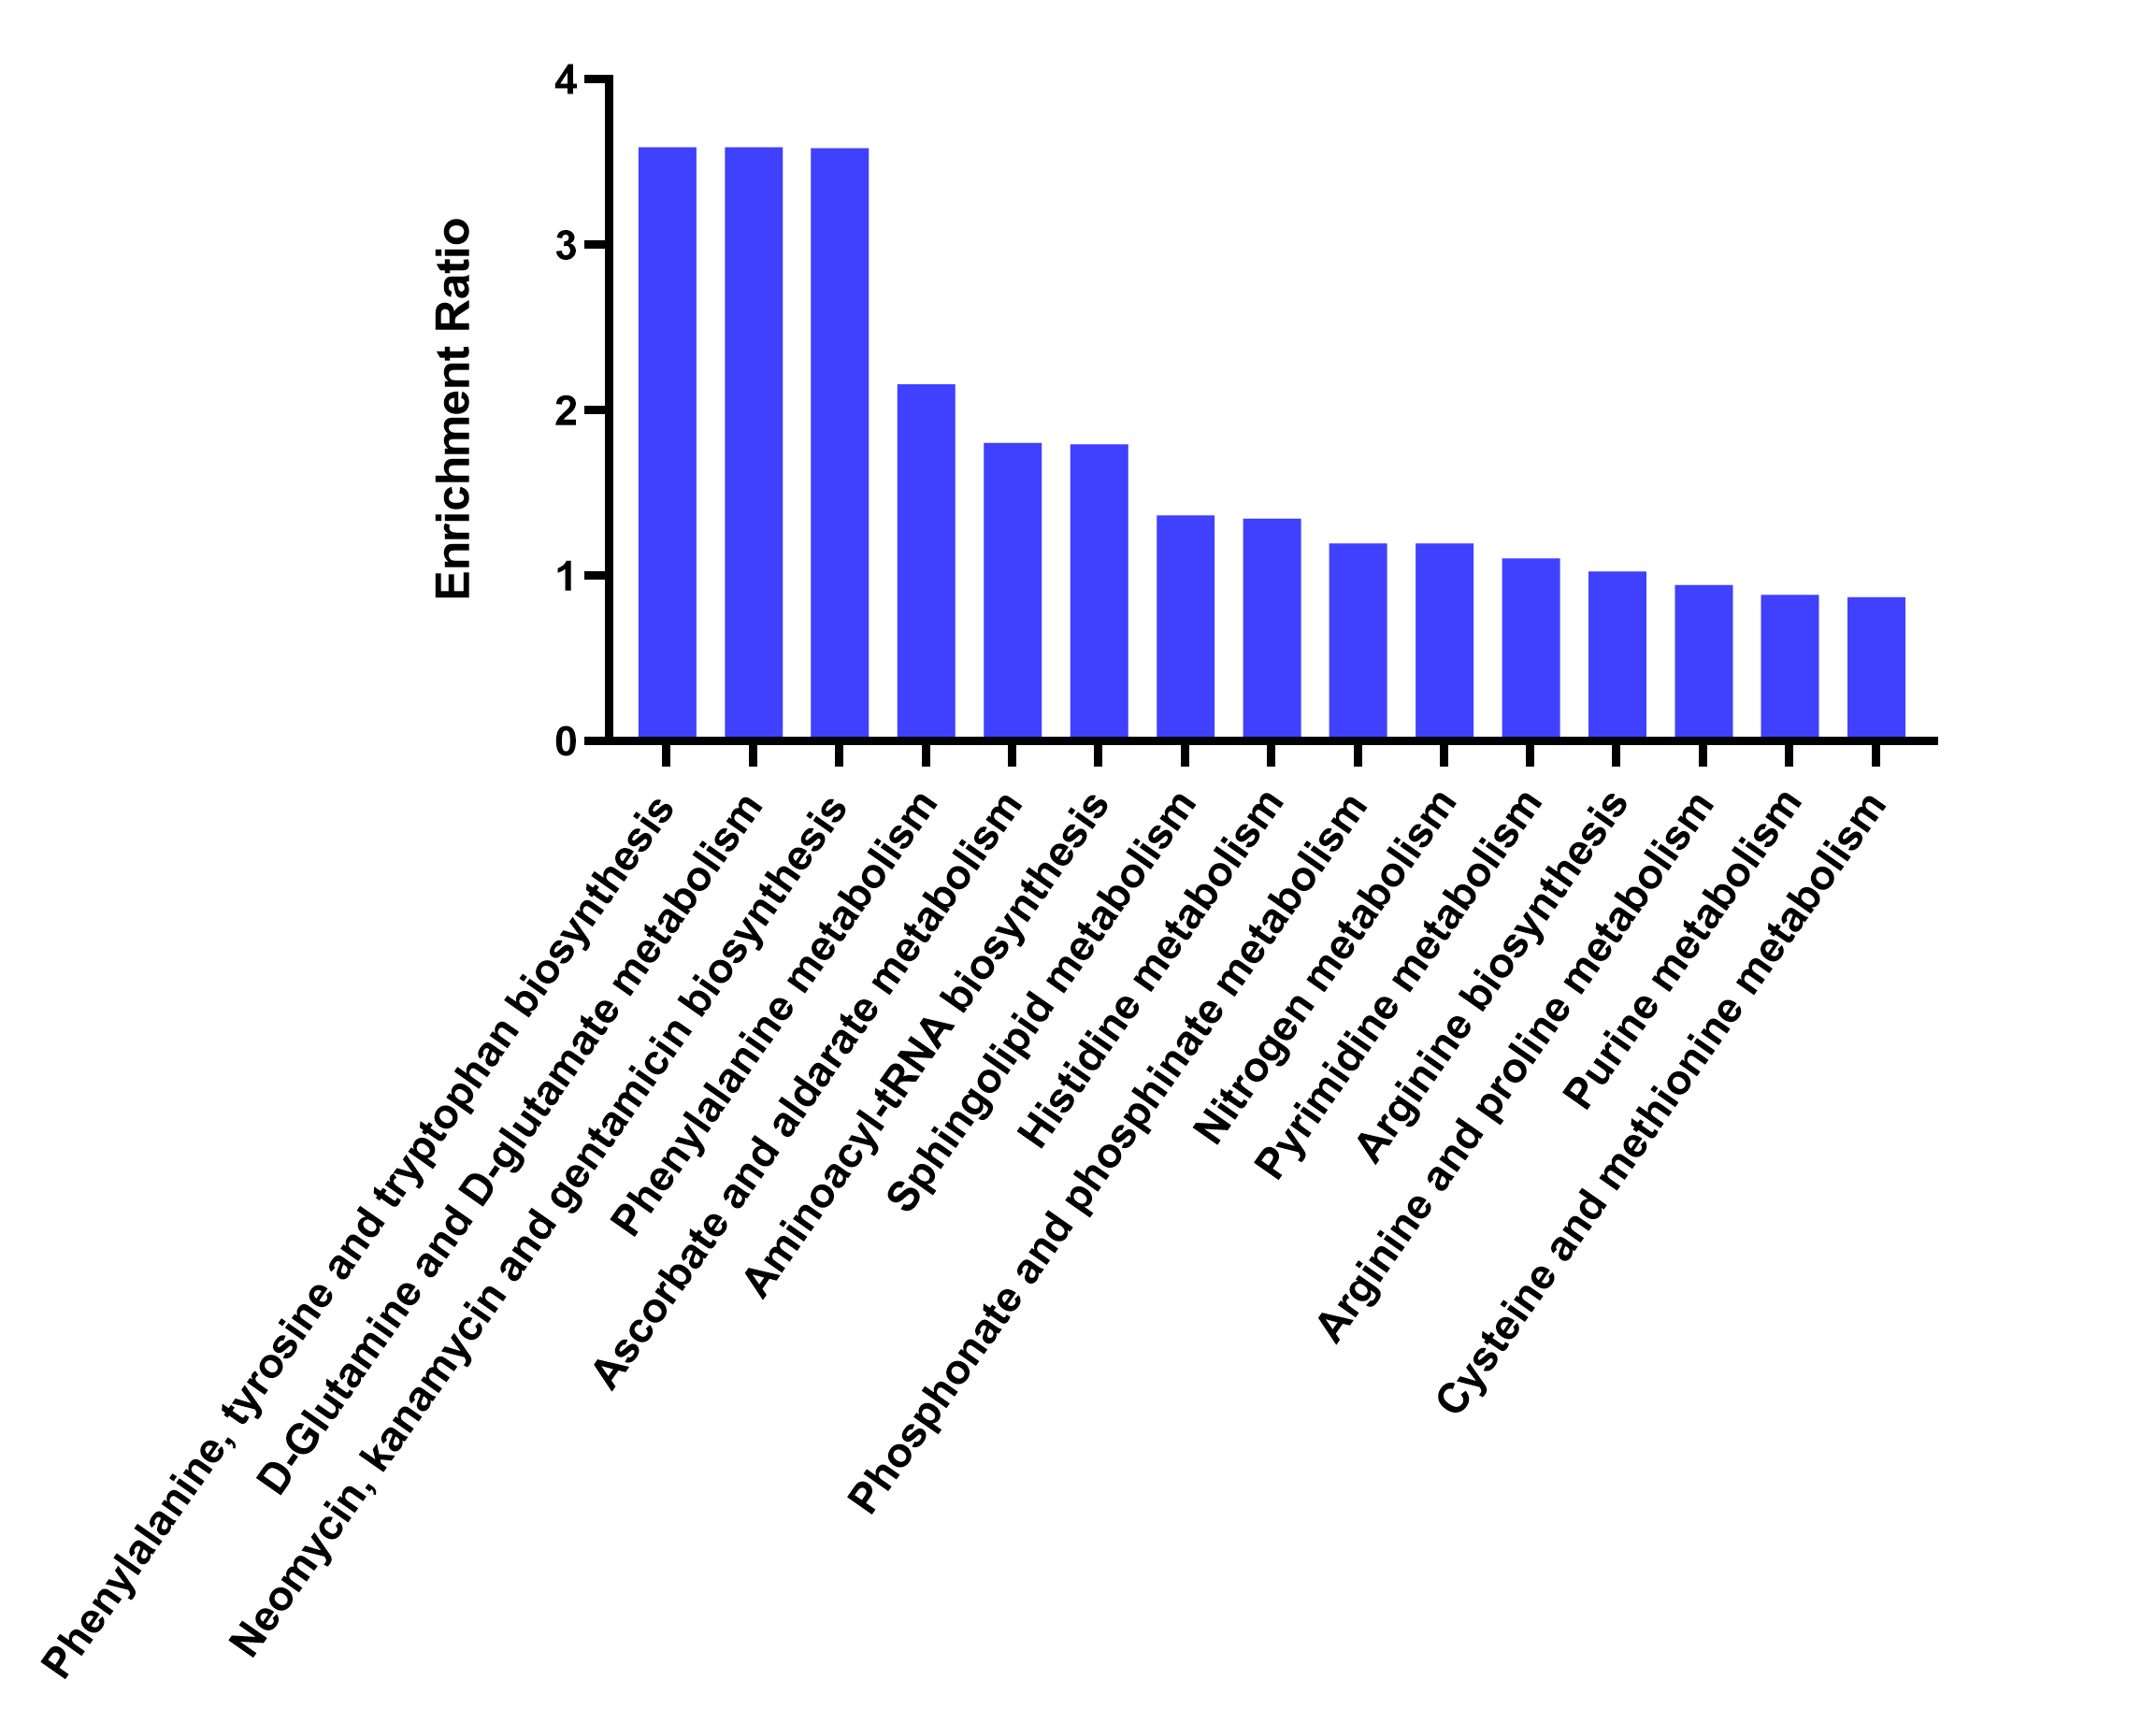 Enrichment Ratio
4
3
2
1
0
Phenylalanine, tyrosine and tryptophan biosynthesis
D-Glutamine and D-glutamate metabolism
Neomycin, kanamycin and gentamicin biosynthesis
Phenylalanine metabolism
Ascorbate and aldarate metabolism
Aminoacyl-tRNA biosynthesis
Sphingolipid metabolism
Histidine metabolism
Phosphonate and phosphinate metabolism
Nitrogen metabolism
Pyrimidine metabolism
Arginine biosynthesis
Arginine and proline metabolism
Purine metabolism
Cysteine and methionine metabolism